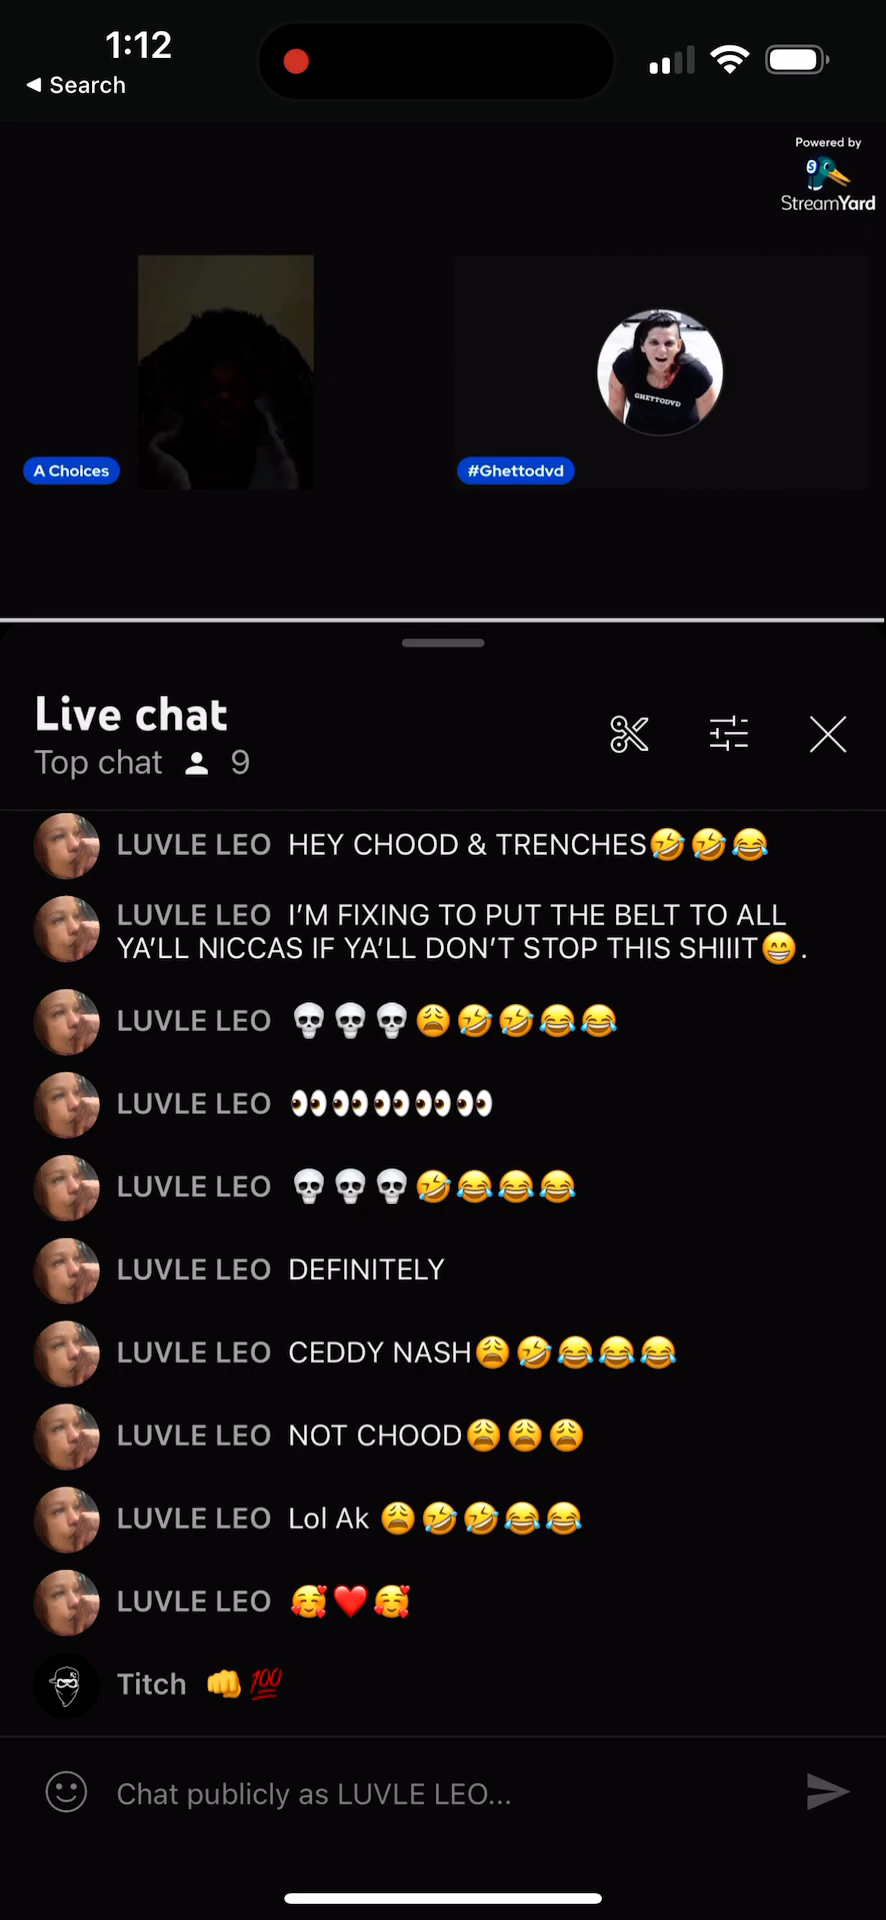 1:12
◀ Search
Powered by
StreamYard
GHETTODVD
A Choices
#Ghettodvd
Live chat
Top chat 9
LUVLE LEO HEY CHOOD & TRENCHES🤣🤣😂
LUVLE LEO I’M FIXING TO PUT THE BELT TO ALL
YA’LL NICCAS IF YA’LL DON’T STOP THIS SHIIIT😁.
LUVLE LEO 💀💀💀😩🤣🤣😂😂
LUVLE LEO 👀👀👀👀👀
LUVLE LEO 💀💀💀🤣😂😂😂
LUVLE LEO DEFINITELY
LUVLE LEO CEDDY NASH😩🤣😂😂😂
LUVLE LEO NOT CHOOD😩😩😩
LUVLE LEO Lol Ak 😩🤣🤣😂😂
LUVLE LEO 🥰❤️🥰
Titch 👊💯
Chat publicly as LUVLE LEO...